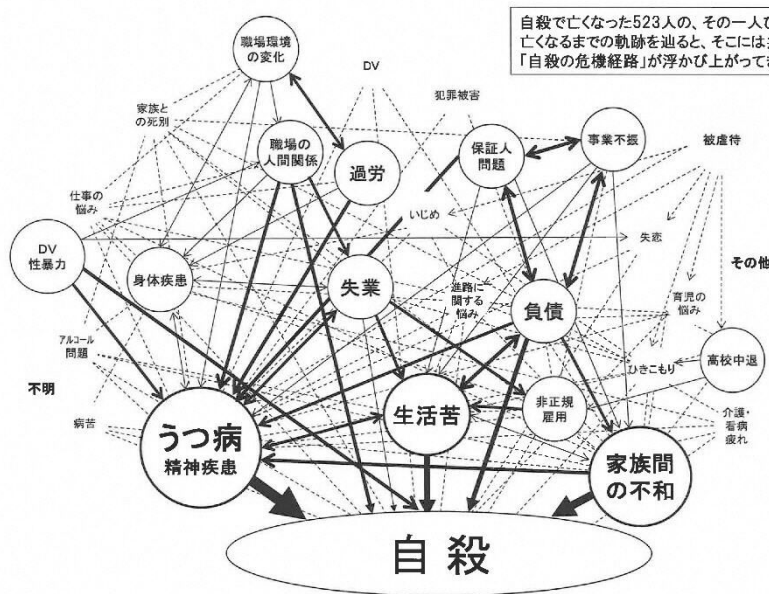 自殺で亡くなった523人の、その一人ひ
亡くなるまでの軌跡を辿ると、そこには
「自殺の危機経路」が浮かび上がって
職場環境
の変化
DV
犯罪被害
家族と
の死別
職場の
人間関係
過労
保証人
問題
事業不振
被虐待
仕事の
悩み
いじめ
失恋
DV
性暴力
身体疾患
失業
進路に
関する
悩み
負債
その他
育児の
悩み
アルコール
問題
ひきこもり
高校中退
不明
病苦
うつ病
精神疾患
生活苦
非正規
雇用
介護・
看病
疲れ
家族間
の不和
自殺